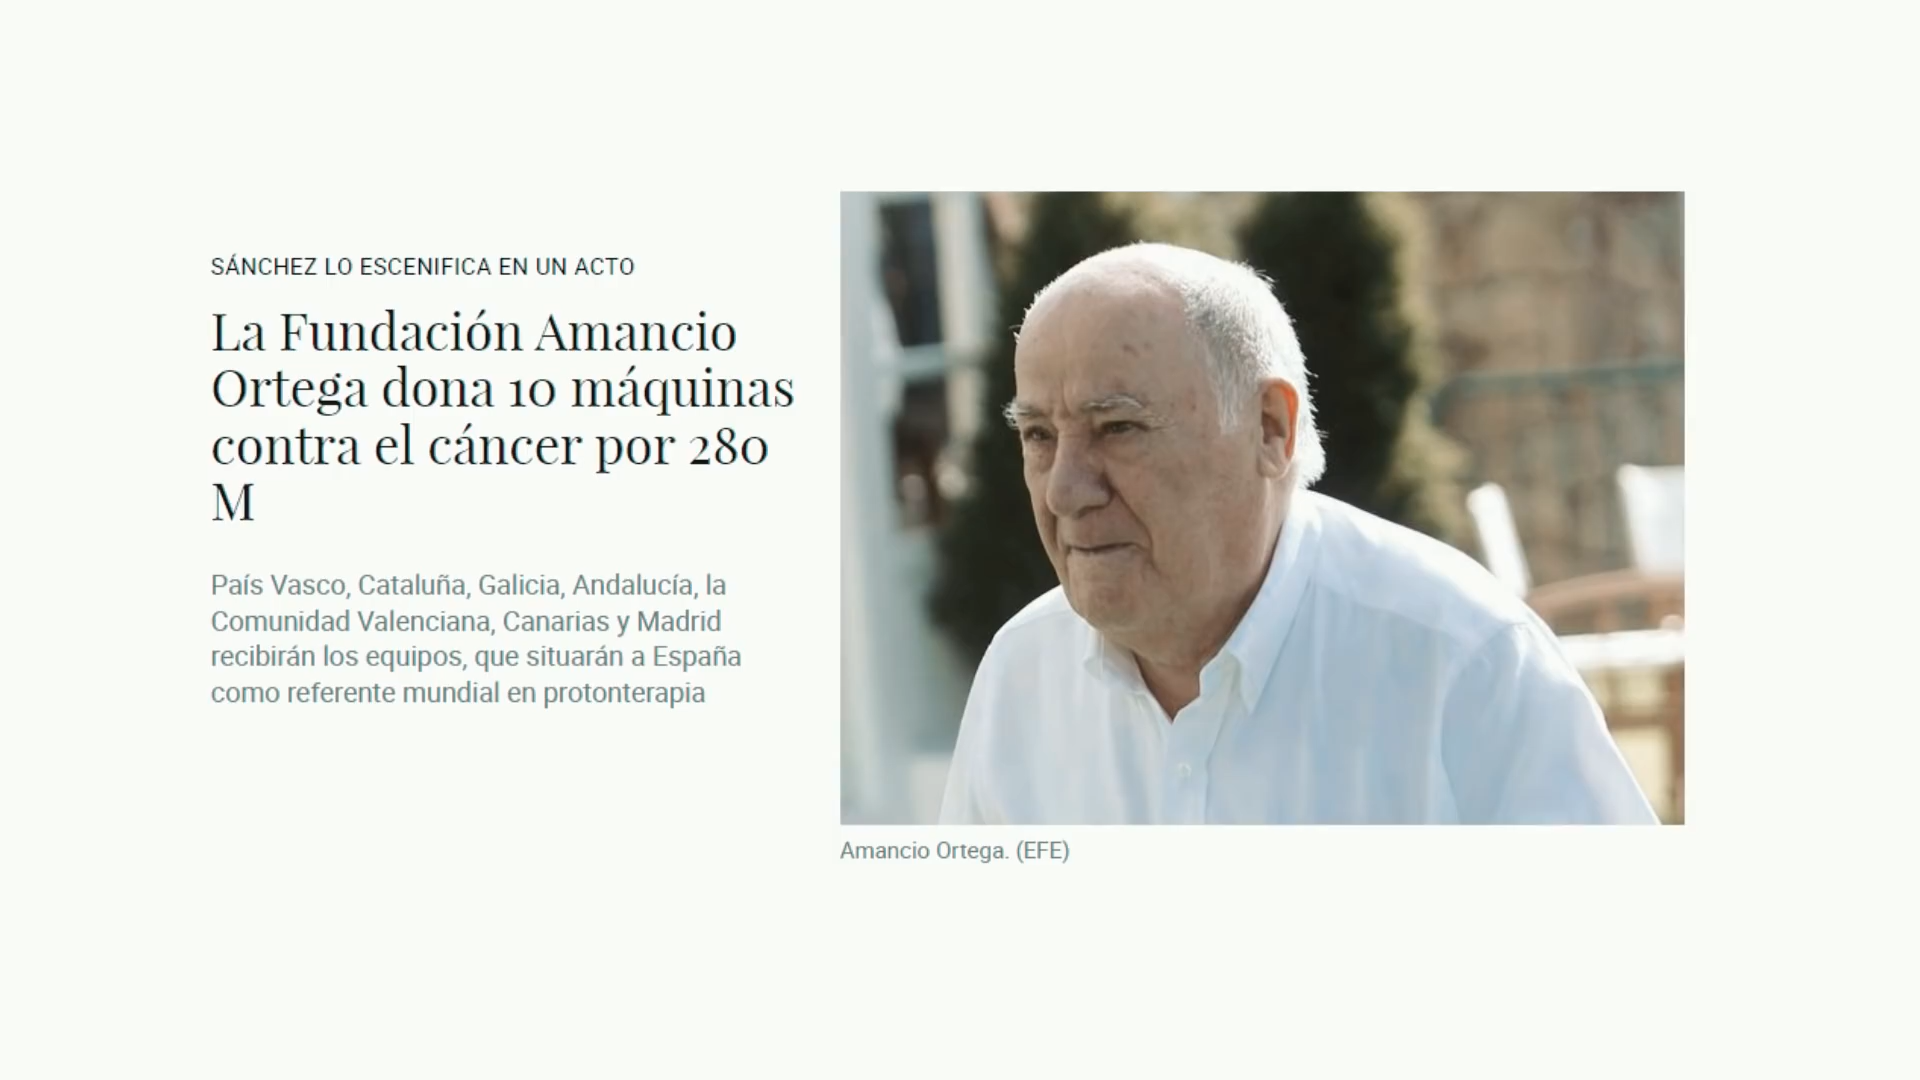 SÁNCHEZ LO ESCENIFICA EN UN ACTO
La Fundación Amancio
Ortega dona 10 máquinas
contra el cáncer por 280
M
País Vasco, Cataluña, Galicia, Andalucía, la
Comunidad Valenciana, Canarias y Madrid
recibirán los equipos, que situarán a España
como referente mundial en protonterapia
Amancio Ortega. (EFE)